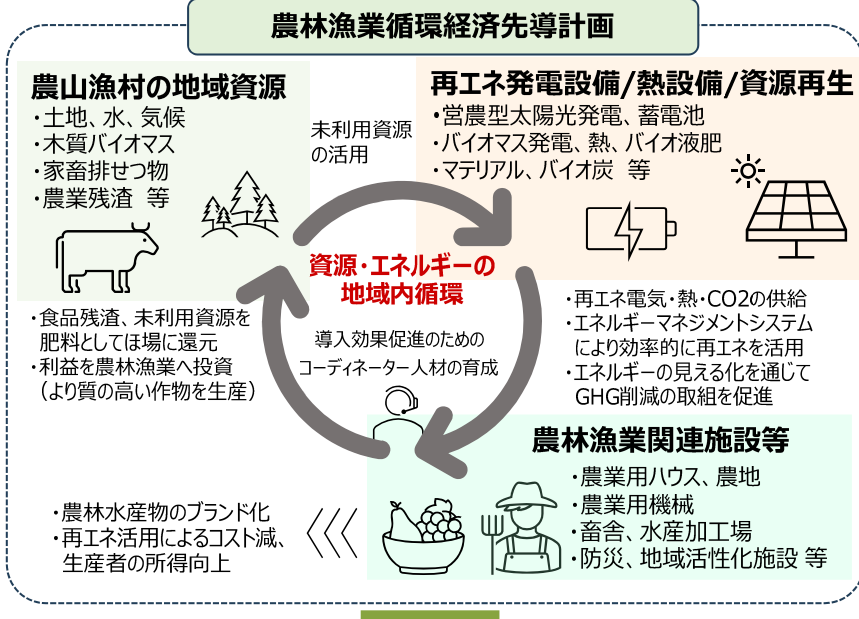 農林漁業循環経済先導計画
農山漁村の地域資源
・土地、水、気候
・木質バイオマス
・家畜排せつ物
・農業残渣 等
未利用資源
の活用
再エネ発電設備/熱設備/資源再生
・営農型太陽光発電、蓄電池
・バイオマス発電、熱、バイオ液肥
・マテリアル、バイオ炭 等
資源・エネルギーの
地域内循環
導入効果促進のための
コーディネーター人材の育成
・食品残渣、未利用資源を
肥料としてほ場に還元
・利益を農林漁業へ投資
（より質の高い作物を生産）
・再エネ電気・熱・CO2の供給
・エネルギーマネジメントシステム
により効率的に再エネを活用
・エネルギーの見える化を通じて
GHG削減の取組を促進
農林漁業関連施設等
・農業用ハウス、農地
・農業用機械
・畜舎、水産加工場
・防災、地域活性化施設 等
・農林水産物のブランド化
・再エネ活用によるコスト減、
生産者の所得向上